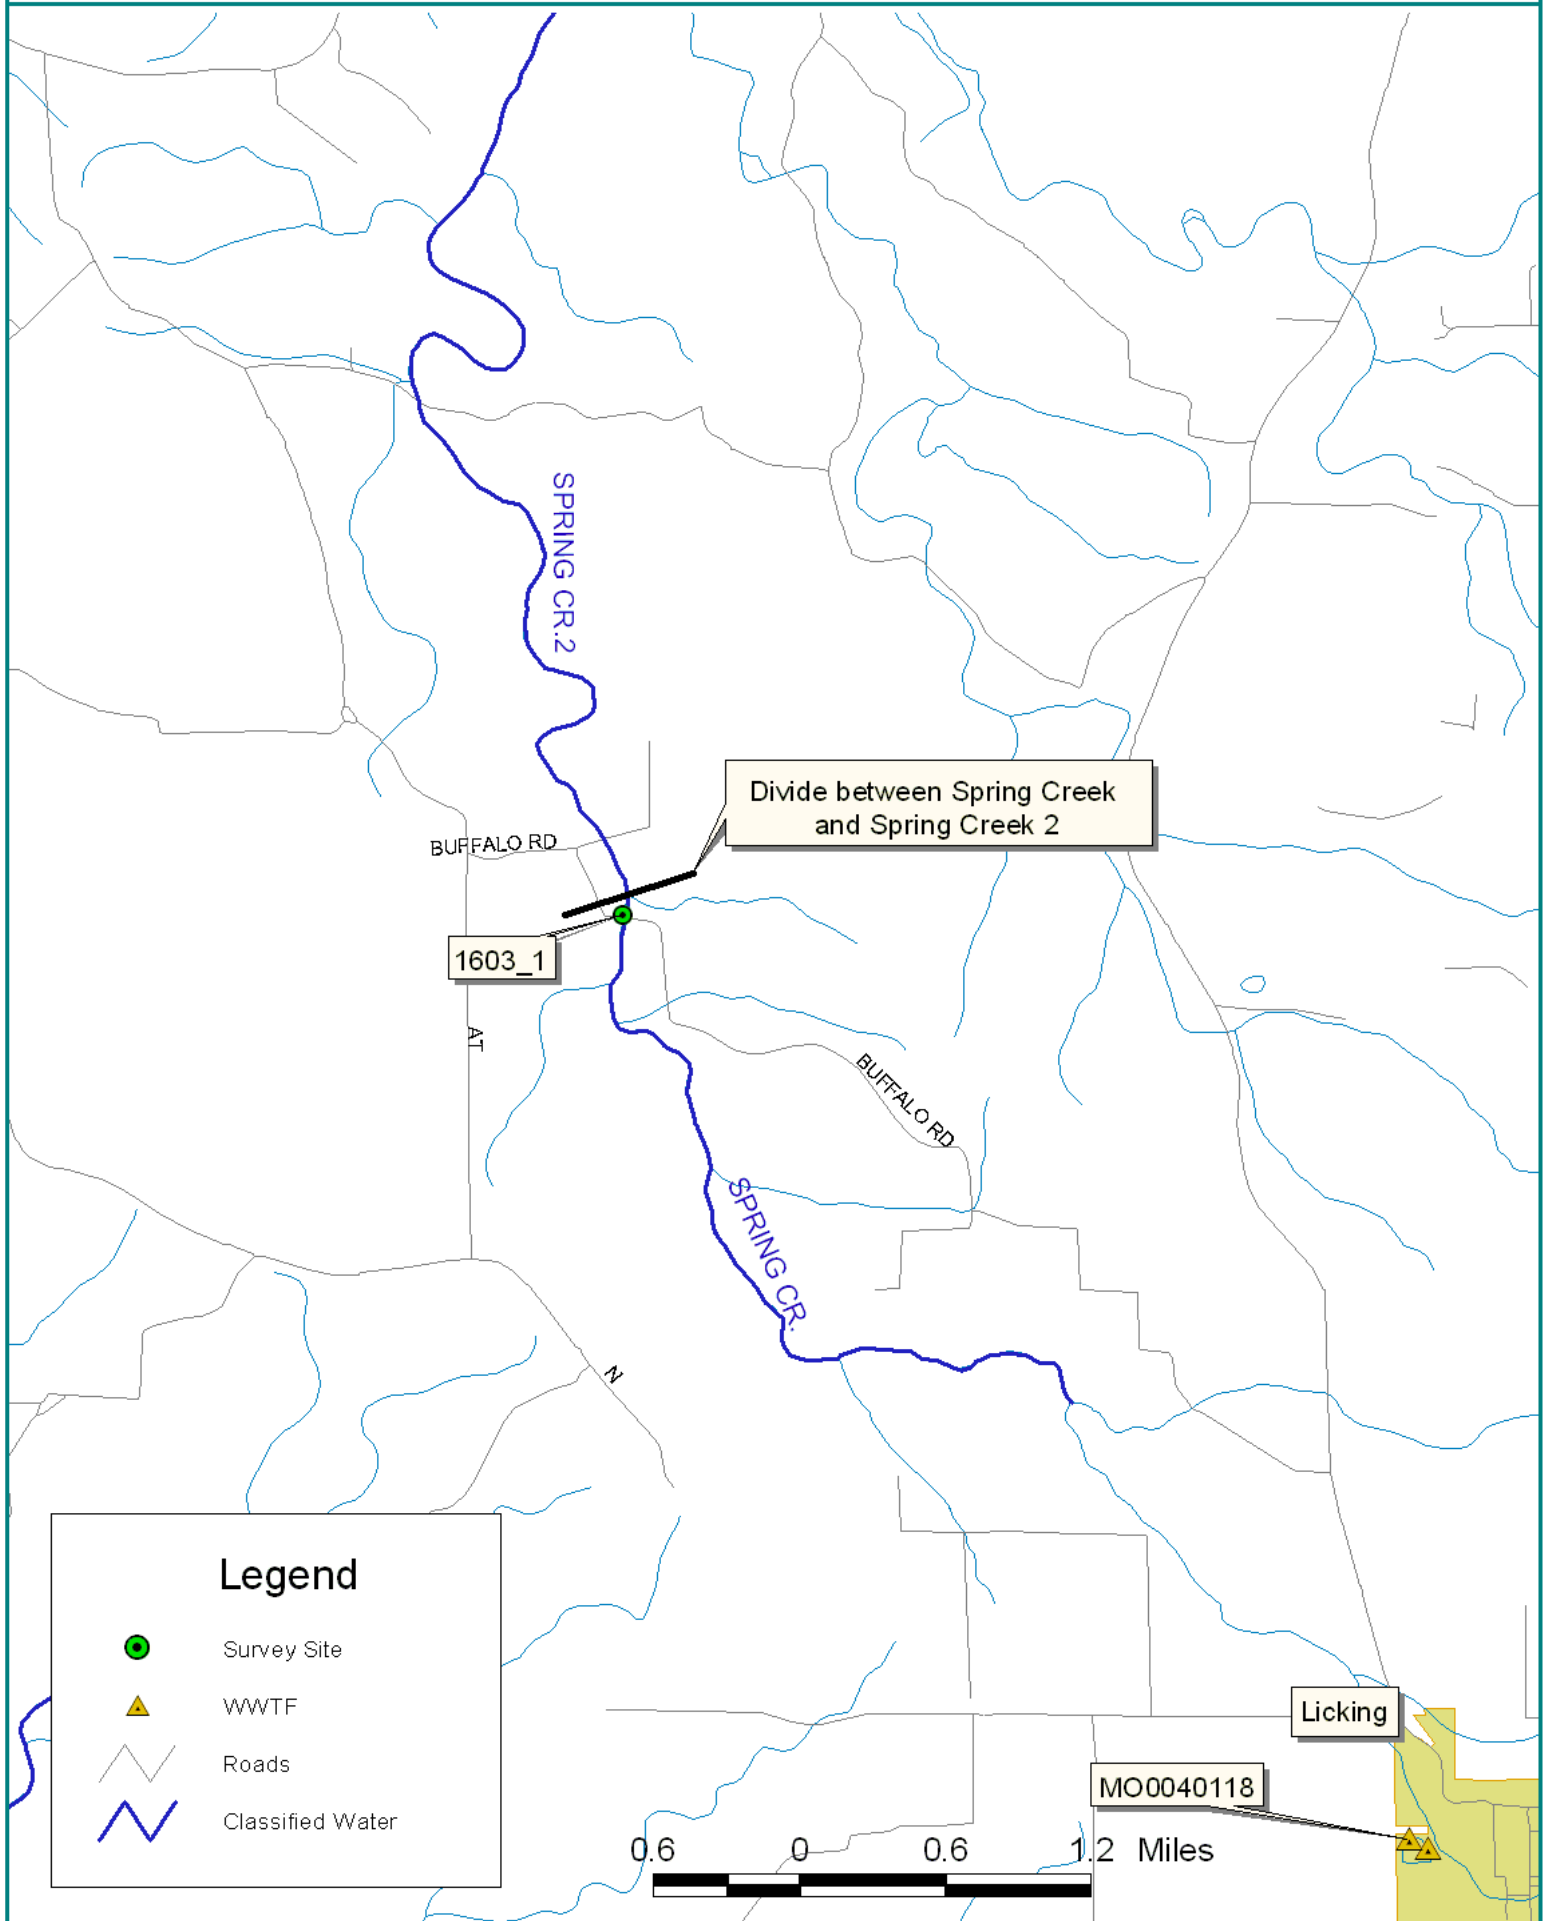 SPRING CR.2
Divide between Spring Creek
and Spring Creek 2
BUFFALO RD
1603_1
AT
BUFFALO RD
SPRING CR.
N
Legend
Survey Site
WWTF
Roads
Classified Water
Licking
MO0040118
0.6 0 0.6 1.2 Miles